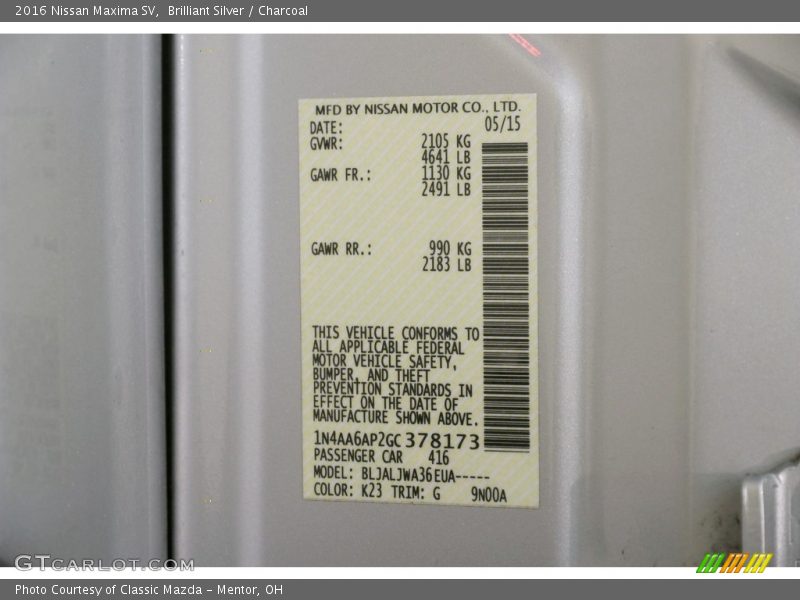 2016 Nissan Maxima SV, Brilliant Silver / Charcoal
MFD BY NISSAN MOTOR CO., LTD.
DATE: 05/15
GVWR: 2105 KG
4641 LB
GAWR FR.: 1130 KG
2491 LB
GAWR RR.: 990 KG
2183 LB
THIS VEHICLE CONFORMS TO
ALL APPLICABLE FEDERAL
MOTOR VEHICLE SAFETY,
BUMPER, AND THEFT
PREVENTION STANDARDS IN
EFFECT ON THE DATE OF
MANUFACTURE SHOWN ABOVE.
1N4AA6AP2GC378173
PASSENGER CAR 416
MODEL: BLJALJWA36EUA-----
COLOR: K23 TRIM: G 9N00A
GTCARLOT.COM
Photo Courtesy of Classic Mazda - Mentor, OH